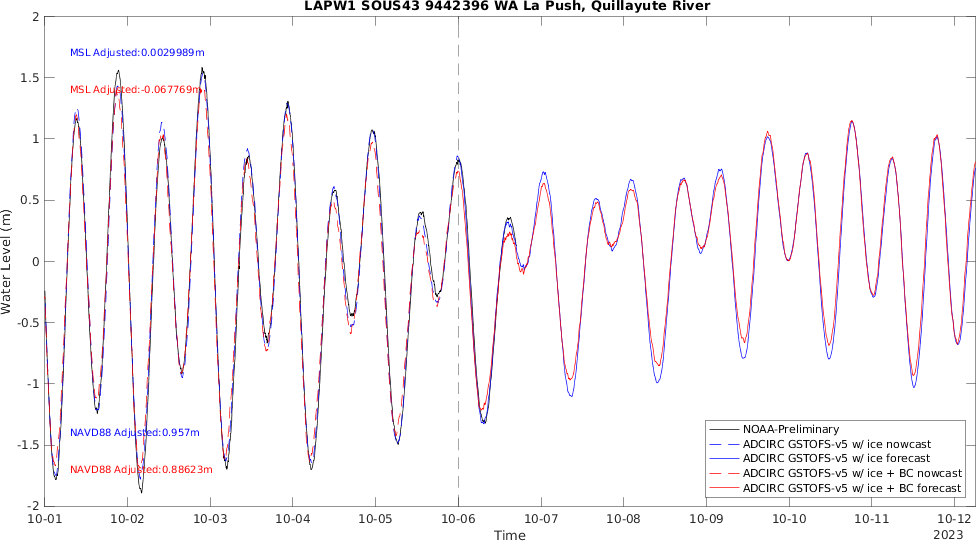 LAPW1 SOUS43 9442396 WA La Push, Quillayute River
2
1.5
1
0.5
0
-0.5
-1
-1.5
-2
Water Level (m)
MSL Adjusted:0.0029989m
MSL Adjusted:-0.067769m
NAVD88 Adjusted:0.957m
NAVD88 Adjusted:0.88623m
NOAA-Preliminary
ADCIRC GSTOFS-v5 w/ ice nowcast
ADCIRC GSTOFS-v5 w/ ice forecast
ADCIRC GSTOFS-v5 w/ ice + BC nowcast
ADCIRC GSTOFS-v5 w/ ice + BC forecast
10-01 10-02 10-03 10-04 10-05 10-06 10-07 10-08 10-09 10-10 10-11 10-12
2023
Time